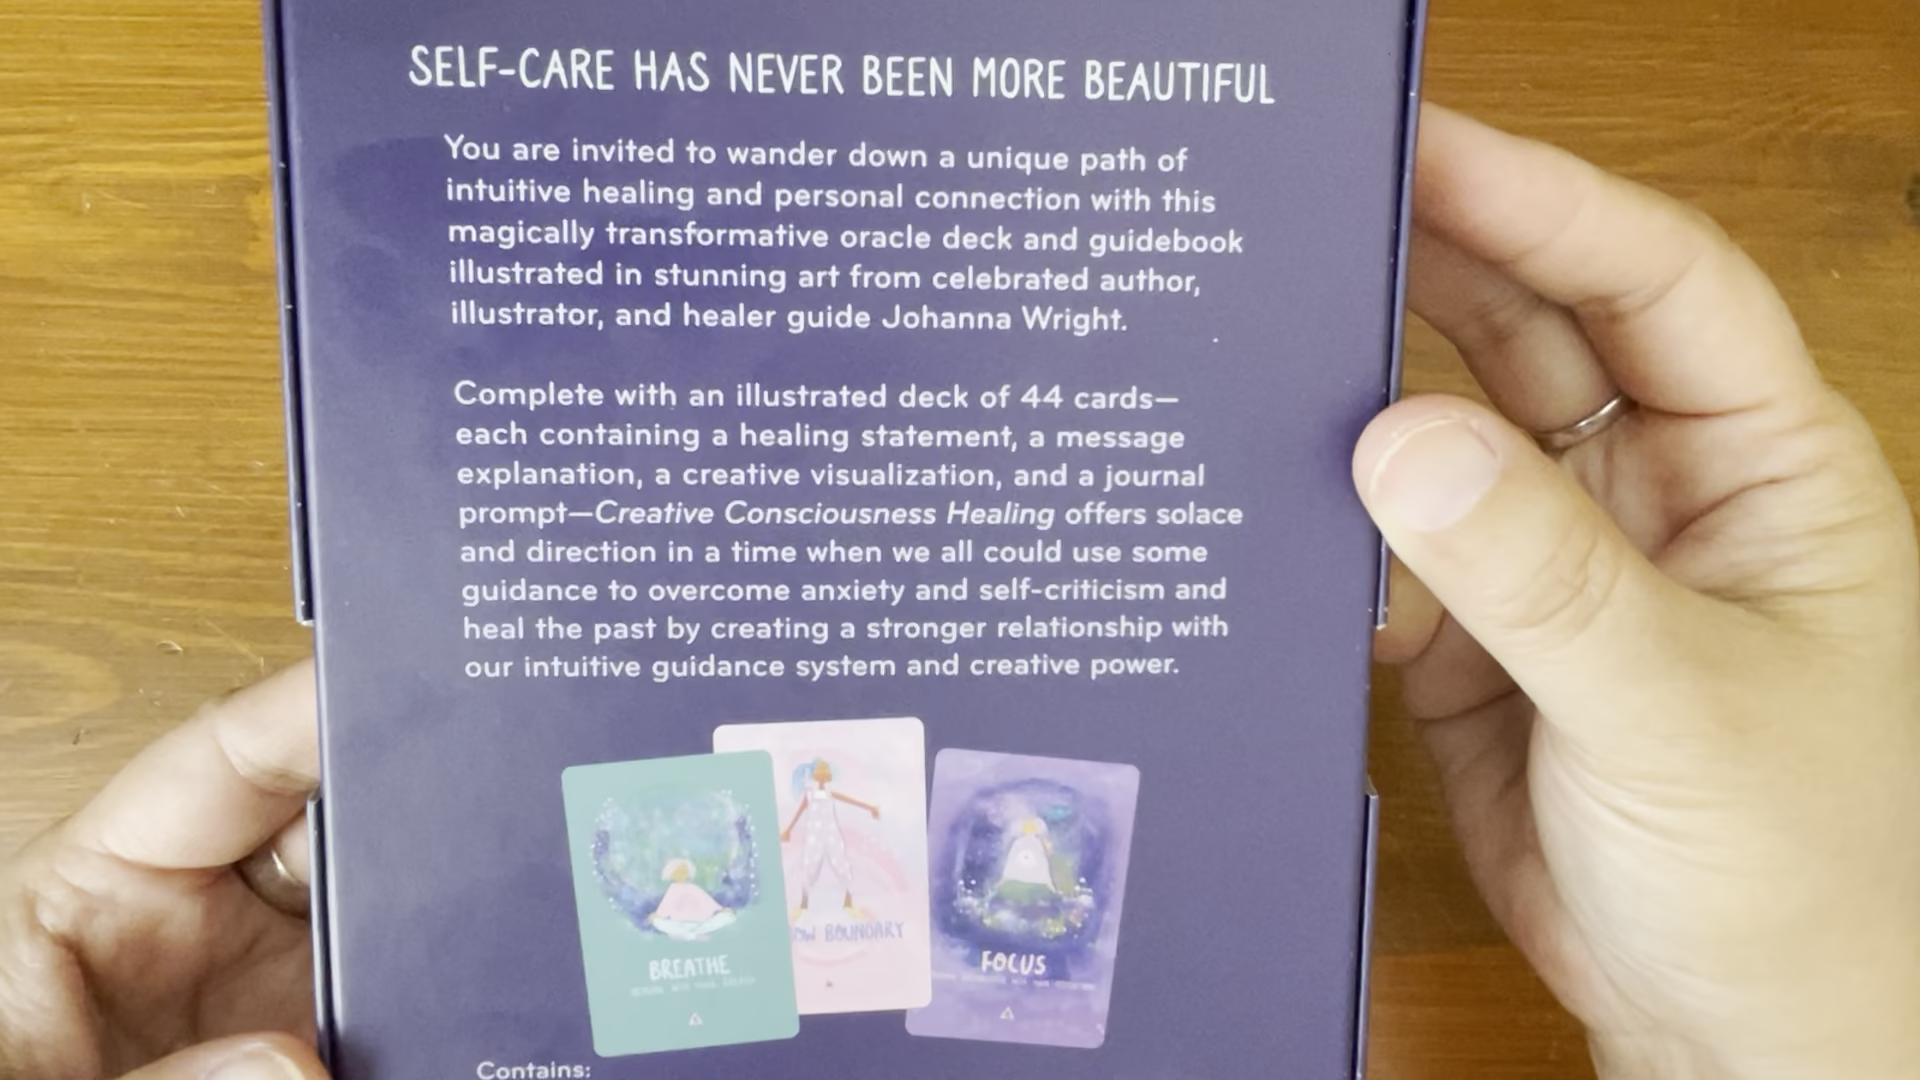 SELF-CARE HAS NEVER BEEN MORE BEAUTIFUL
You are invited to wander down a unique path of
intuitive healing and personal connection with this
magically transformative oracle deck and guidebook
illustrated in stunning art from celebrated author,
illustrator, and healer guide Johanna Wright.
Complete with an illustrated deck of 44 cards—
each containing a healing statement, a message
explanation, a creative visualization, and a journal
prompt—Creative Consciousness Healing offers solace
and direction in a time when we all could use some
guidance to overcome anxiety and self-criticism and
heal the past by creating a stronger relationship with
our intuitive guidance system and creative power.
BREATHE
BOUNDARY
FOCUS
Contains: